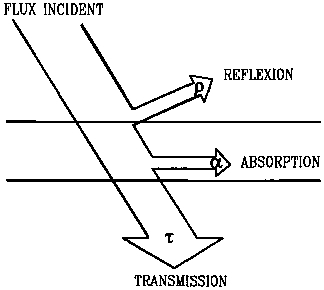 FLUX INCIDENT
ρ
REFLEXION
α
ABSORPTION
τ
TRANSMISSION